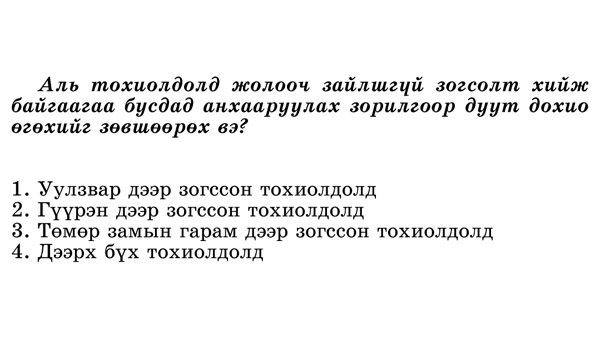 Аль тохиолдолд жолооч зайлшгүй зогсолт хийж
байгаагаа бусдад анхааруулах зорилгоор дуут дохио
өгөхийг зөвшөөрөх вэ?
1. Уулзвар дээр зогссон тохиолдолд
2. Гүүрэн дээр зогссон тохиолдолд
3. Төмөр замын гарам дээр зогссон тохиолдолд
4. Дээрх бүх тохиолдолд